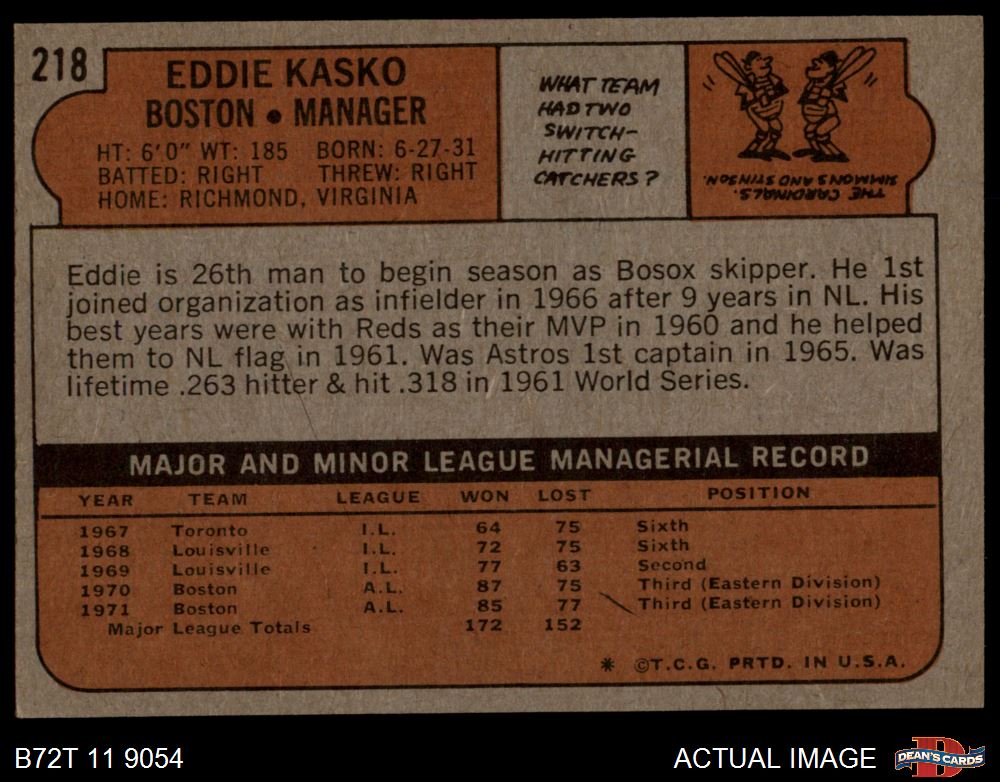 218
EDDIE KASKO
BOSTON • MANAGER
HT: 6'0" WT: 185 BORN: 6-27-31
BATTED: RIGHT THREW: RIGHT
HOME: RICHMOND, VIRGINIA
WHAT TEAM
HAD TWO
SWITCH-
HITTING
CATCHERS?
THE CARDINALS.
SIMMONS AND STINSON.
Eddie is 26th man to begin season as Bosox skipper. He 1st
joined organization as infielder in 1966 after 9 years in NL. His
best years were with Reds as their MVP in 1960 and he helped
them to NL flag in 1961. Was Astros 1st captain in 1965. Was
lifetime .263 hitter & hit .318 in 1961 World Series.
MAJOR AND MINOR LEAGUE MANAGERIAL RECORD
YEAR TEAM LEAGUE WON LOST POSITION
1967 Toronto I.L. 64 75 Sixth
1968 Louisville I.L. 72 75 Sixth
1969 Louisville I.L. 77 63 Second
1970 Boston A.L. 87 75 Third (Eastern Division)
1971 Boston A.L. 85 77 Third (Eastern Division)
Major League Totals 172 152
* ©T.C.G. PRTD. IN U.S.A.
B72T 11 9054
ACTUAL IMAGE
D
DEAN'S CARDS